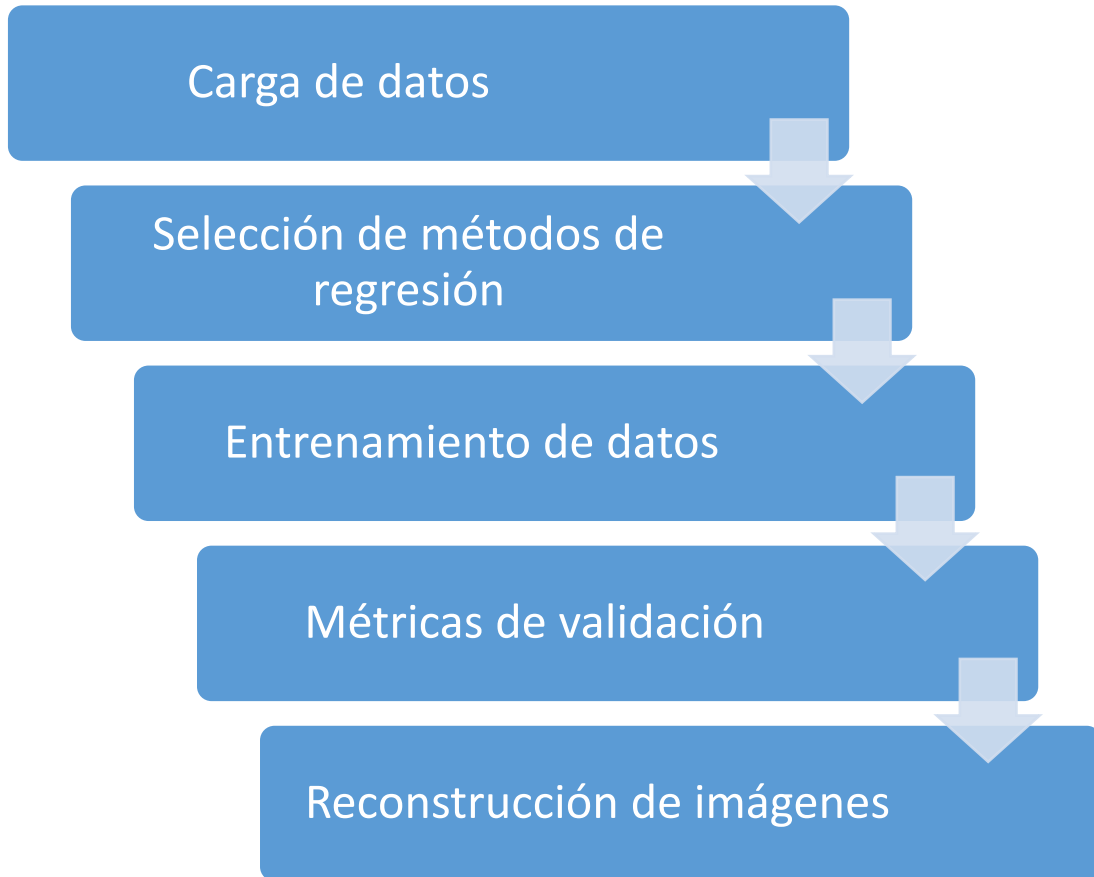 Carga de datos
Selección de métodos de
regresión
Entrenamiento de datos
Métricas de validación
Reconstrucción de imágenes